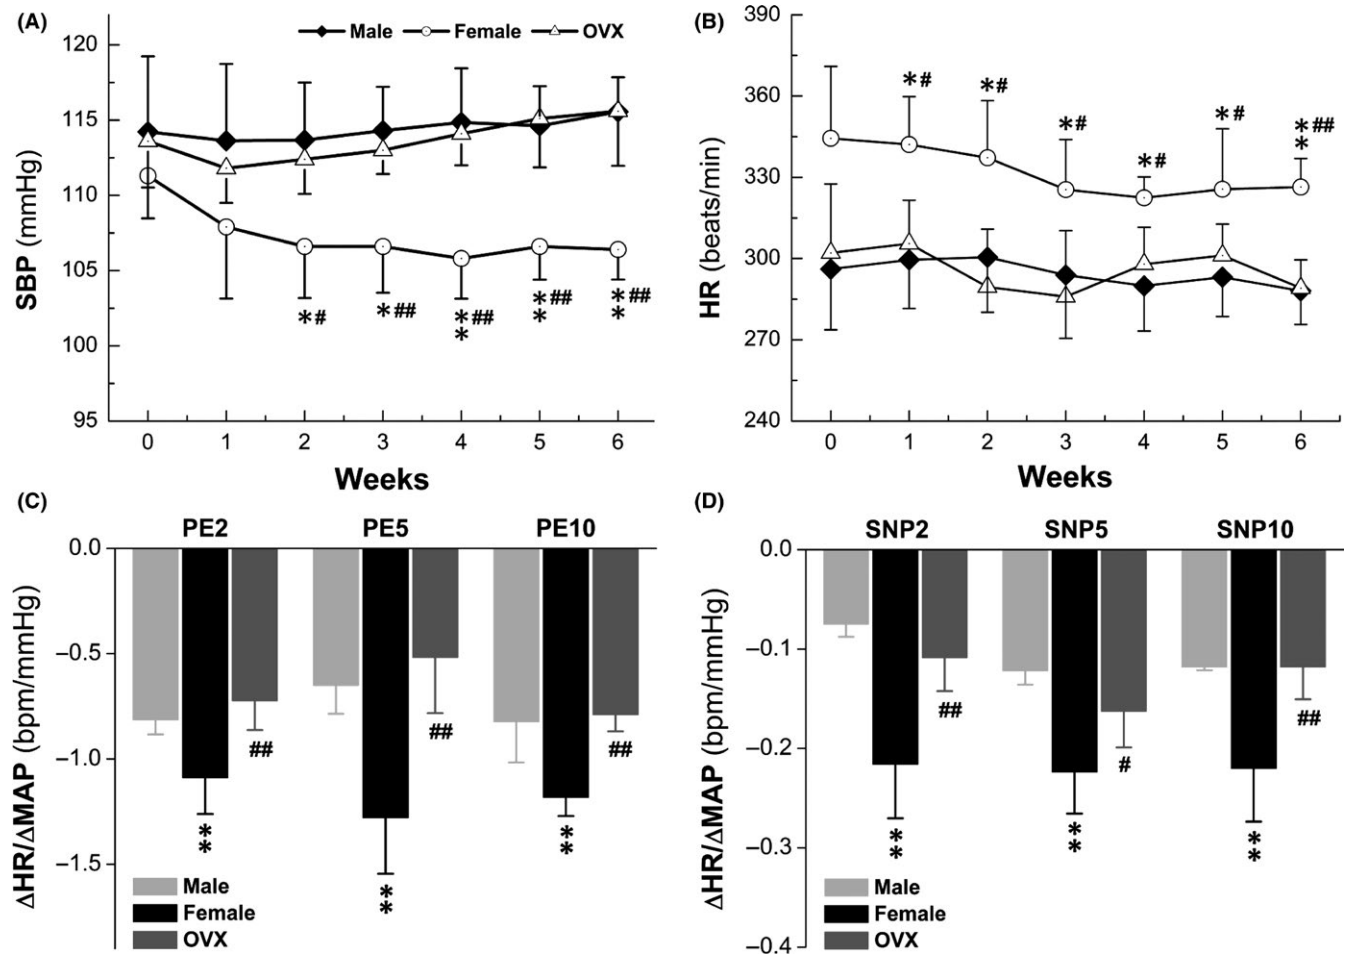 (A)
Male Female OVX
SBP (mmHg)
120
115
110
105
100
95
*# *## **## **## **##
0 1 2 3 4 5 6
Weeks
(B)
HR (beats/min)
390
360
330
300
270
240
*# *# *# *# *# **##
0 1 2 3 4 5 6
Weeks
(C)
PE2 PE5 PE10
ΔHR/ΔMAP (bpm/mmHg)
0.0
−0.5
−1.0
−1.5
## ## ##
** ** **
Male
Female
OVX
(D)
SNP2 SNP5 SNP10
ΔHR/ΔMAP (bpm/mmHg)
0.0
−0.1
−0.2
−0.3
−0.4
## # ##
** ** **
Male
Female
OVX